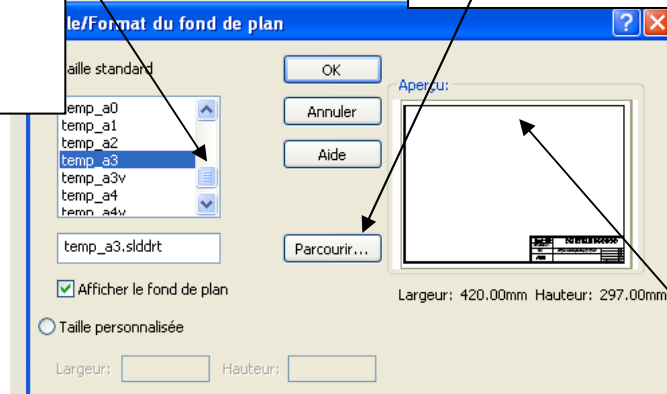 le/Format du fond de plan
aille standard
OK
Aperçu:
temp_a0
temp_a1
temp_a2
temp_a3
temp_a3v
temp_a4
temp_a4v
Annuler
Aide
temp_a3.slddrt
Parcourir...
Afficher le fond de plan
Largeur: 420.00mm Hauteur: 297.00mm
Taille personnalisée
Largeur: Hauteur: